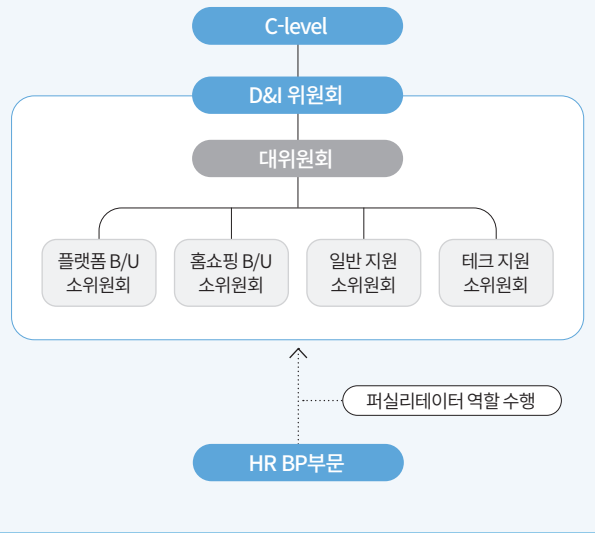 C-level
D&I 위원회
대위원회
플랫폼 B/U
소위원회
홈쇼핑 B/U
소위원회
일반 지원
소위원회
테크 지원
소위원회
퍼실리테이터 역할 수행
HR BP부문